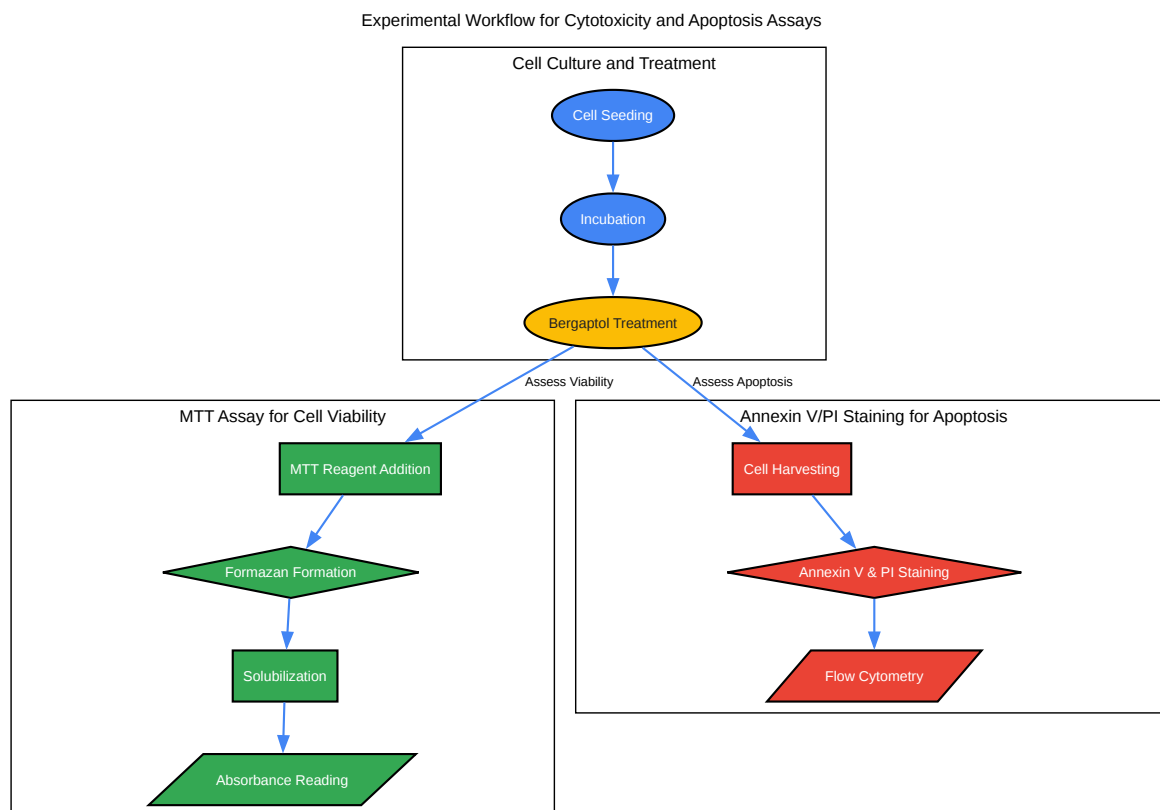 Experimental Workflow for Cytotoxicity and Apoptosis Assays
Cell Culture and Treatment
Cell Seeding
Incubation
Bergaptol Treatment
Assess Viability
Assess Apoptosis
MTT Assay for Cell Viability
MTT Reagent Addition
Formazan Formation
Solubilization
Absorbance Reading
Annexin V/PI Staining for Apoptosis
Cell Harvesting
Annexin V & PI Staining
Flow Cytometry